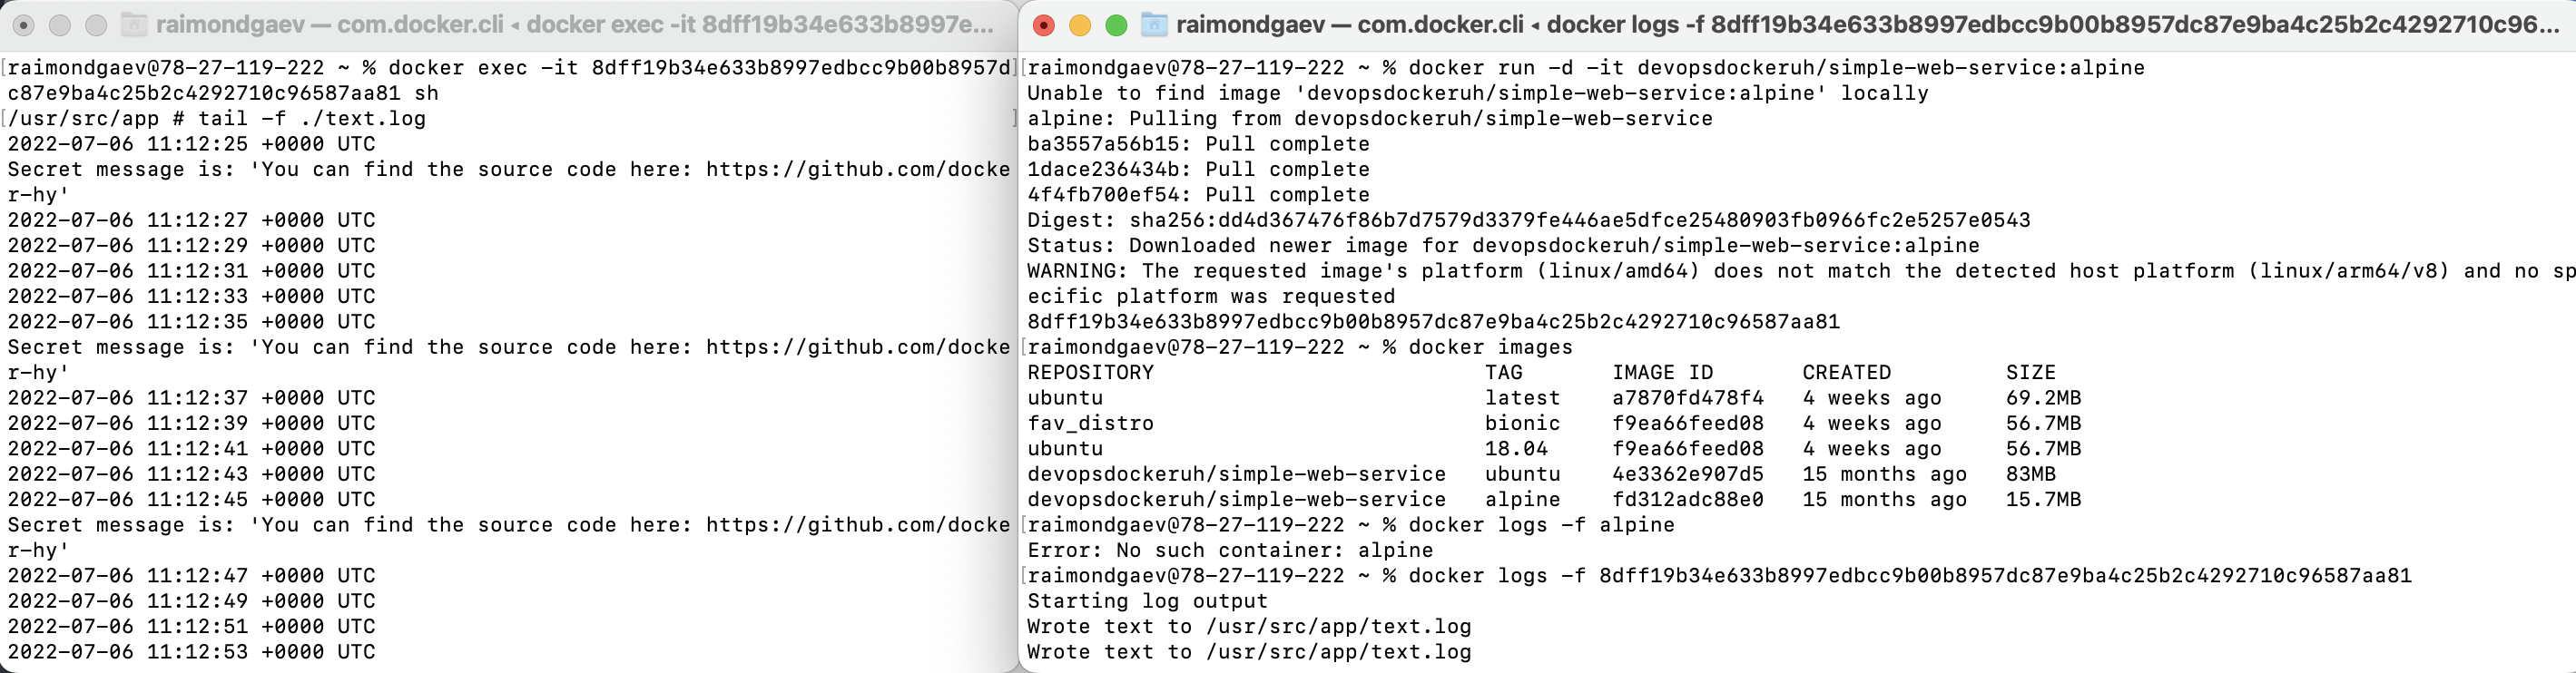 raimondgaev — com.docker.cli ◂ docker exec -it 8dff19b34e633b8997e...
[raimondgaev@78-27-119-222 ~ % docker exec -it 8dff19b34e633b8997edbcc9b00b8957d]
c87e9ba4c25b2c4292710c96587aa81 sh
[/usr/src/app # tail -f ./text.log ]
2022-07-06 11:12:25 +0000 UTC
Secret message is: 'You can find the source code here: https://github.com/docke
r-hy'
2022-07-06 11:12:27 +0000 UTC
2022-07-06 11:12:29 +0000 UTC
2022-07-06 11:12:31 +0000 UTC
2022-07-06 11:12:33 +0000 UTC
2022-07-06 11:12:35 +0000 UTC
Secret message is: 'You can find the source code here: https://github.com/docke
r-hy'
2022-07-06 11:12:37 +0000 UTC
2022-07-06 11:12:39 +0000 UTC
2022-07-06 11:12:41 +0000 UTC
2022-07-06 11:12:43 +0000 UTC
2022-07-06 11:12:45 +0000 UTC
Secret message is: 'You can find the source code here: https://github.com/docke
r-hy'
2022-07-06 11:12:47 +0000 UTC
2022-07-06 11:12:49 +0000 UTC
2022-07-06 11:12:51 +0000 UTC
2022-07-06 11:12:53 +0000 UTC
raimondgaev — com.docker.cli ◂ docker logs -f 8dff19b34e633b8997edbcc9b00b8957dc87e9ba4c25b2c4292710c96...
[raimondgaev@78-27-119-222 ~ % docker run -d -it devopsdockeruh/simple-web-service:alpine
Unable to find image 'devopsdockeruh/simple-web-service:alpine' locally
alpine: Pulling from devopsdockeruh/simple-web-service
ba3557a56b15: Pull complete
1dace236434b: Pull complete
4f4fb700ef54: Pull complete
Digest: sha256:dd4d367476f86b7d7579d3379fe446ae5dfce25480903fb0966fc2e5257e0543
Status: Downloaded newer image for devopsdockeruh/simple-web-service:alpine
WARNING: The requested image's platform (linux/amd64) does not match the detected host platform (linux/arm64/v8) and no sp
ecific platform was requested
8dff19b34e633b8997edbcc9b00b8957dc87e9ba4c25b2c4292710c96587aa81
[raimondgaev@78-27-119-222 ~ % docker images
REPOSITORY TAG IMAGE ID CREATED SIZE
ubuntu latest a7870fd478f4 4 weeks ago 69.2MB
fav_distro bionic f9ea66feed08 4 weeks ago 56.7MB
ubuntu 18.04 f9ea66feed08 4 weeks ago 56.7MB
devopsdockeruh/simple-web-service ubuntu 4e3362e907d5 15 months ago 83MB
devopsdockeruh/simple-web-service alpine fd312adc88e0 15 months ago 15.7MB
[raimondgaev@78-27-119-222 ~ % docker logs -f alpine
Error: No such container: alpine
[raimondgaev@78-27-119-222 ~ % docker logs -f 8dff19b34e633b8997edbcc9b00b8957dc87e9ba4c25b2c4292710c96587aa81
Starting log output
Wrote text to /usr/src/app/text.log
Wrote text to /usr/src/app/text.log